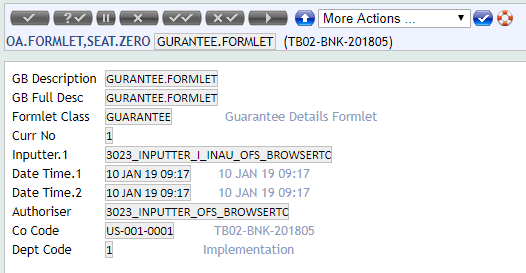 More Actions ...
OA.FORMLET,SEAT.ZERO GURANTEE.FORMLET (TB02-BNK-201805)
GB Description GURANTEE.FORMLET
GB Full Desc GURANTEE.FORMLET
Formlet Class GUARANTEE Guarantee Details Formlet
Curr No 1
Inputter.1 3023_INPUTTER_I_INAU_OFS_BROWSERTC
Date Time.1 10 JAN 19 09:17 10 JAN 19 09:17
Date Time.2 10 JAN 19 09:17 10 JAN 19 09:17
Authoriser 3023_INPUTTER_OFS_BROWSERTC
Co Code US-001-0001 TB02-BNK-201805
Dept Code 1 Implementation